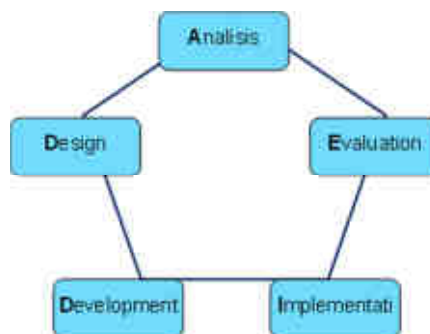 Analisis
Design
Evaluation
Development
Implementati